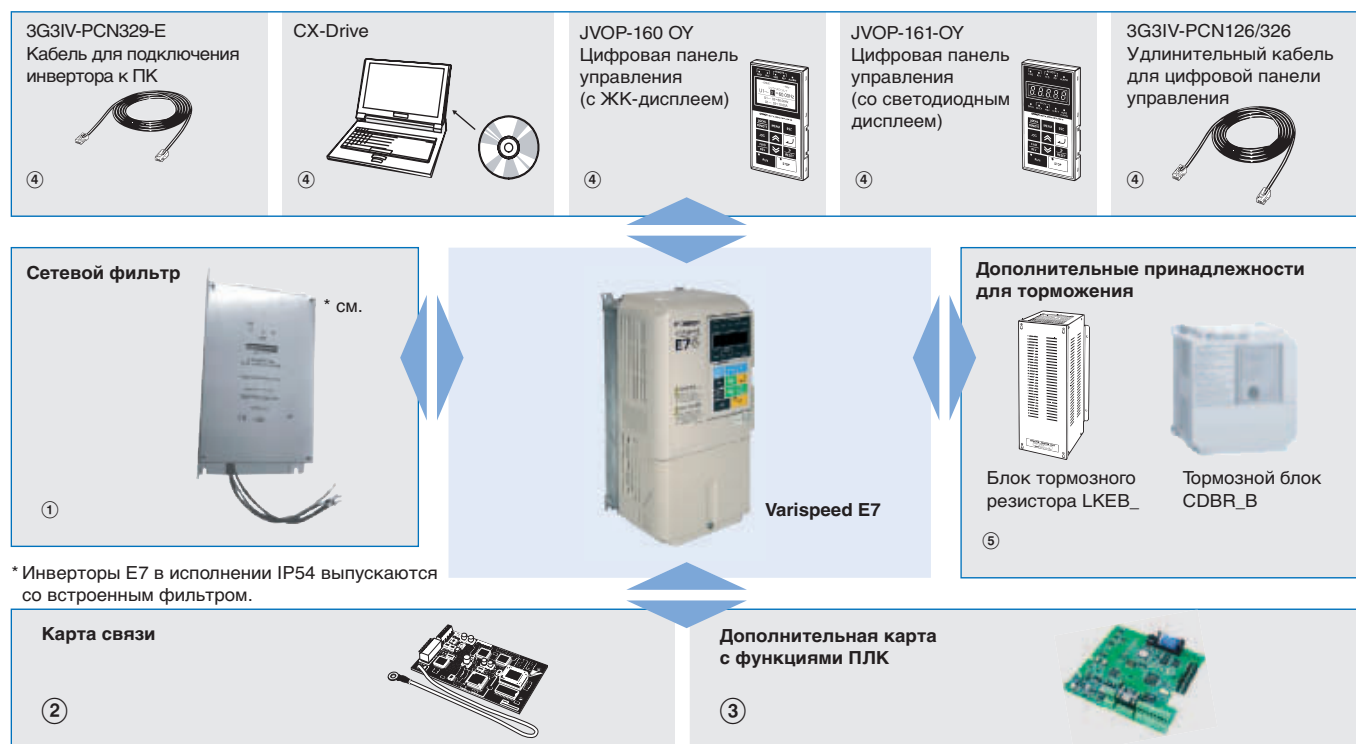 3G3IV-PCN329-E
Кабель для подключения
инвертора к ПК
④
CX-Drive
④
JVOP-160 OY
Цифровая панель
управления
(с ЖК-дисплеем)
④
JVOP-161-OY
Цифровая панель
управления
(со светодиодным
дисплеем)
④
3G3IV-PCN126/326
Удлинительный кабель
для цифровой панели
управления
④
Сетевой фильтр
* см.
①
E7
Varispeed E7
Дополнительные принадлежности
для торможения
Блок тормозного
резистора LKEB_
Тормозной блок
CDBR_B
⑤
* Инверторы E7 в исполнении IP54 выпускаются
со встроенным фильтром.
Карта связи
②
Дополнительная карта
с функциями ПЛК
③